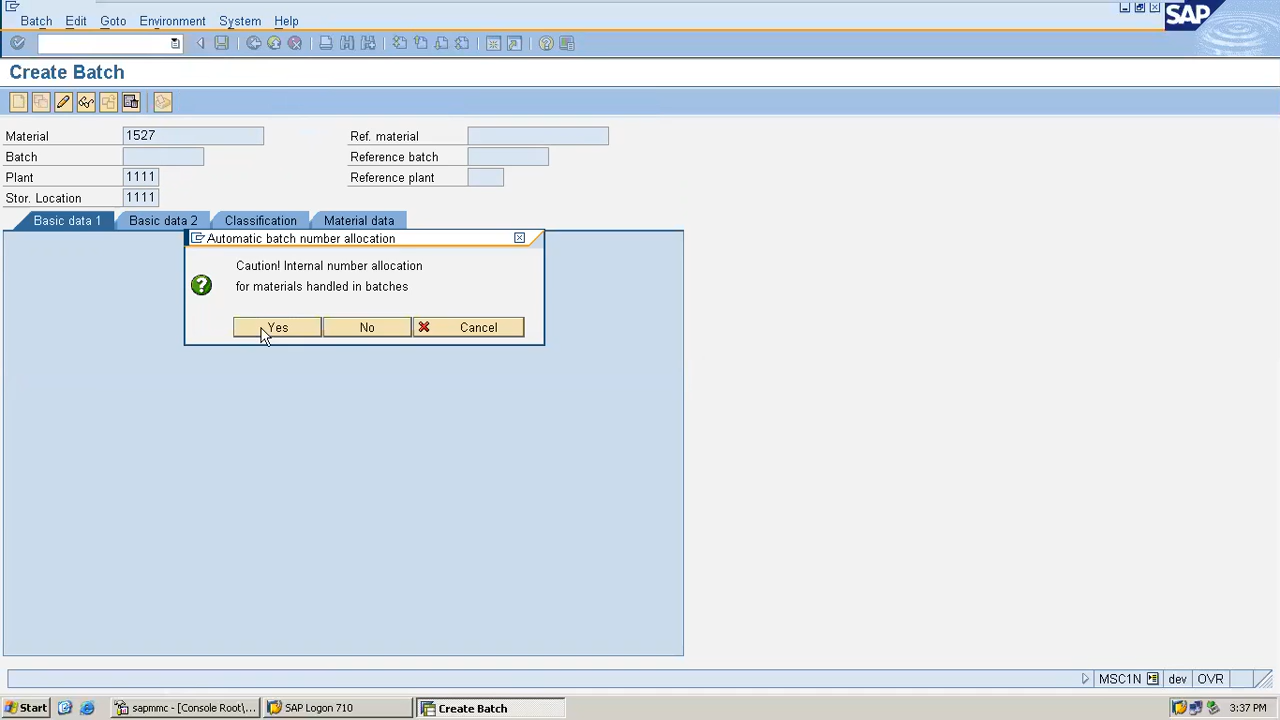 Batch Edit Goto Environment System Help
SAP
Create Batch
Material 1527 Ref. material
Batch Reference batch
Plant 1111 Reference plant
Stor. Location 1111
Basic data 1 Basic data 2 Classification Material data
Automatic batch number allocation
Caution! Internal number allocation
for materials handled in batches
Yes No Cancel
MSC1N dev OVR
Start sapmmc - [Console Root\... SAP Logon 710 Create Batch 3:37 PM